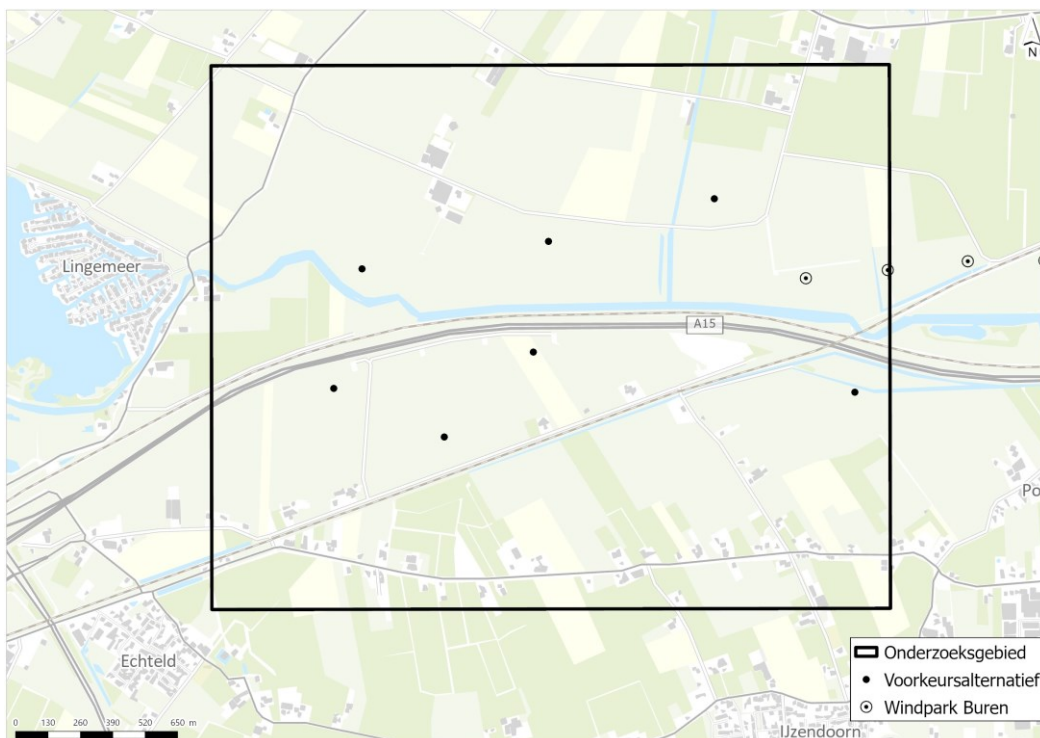 N
Lingemeer
A15
Po
Echteld
IJzendoorn
Onderzoeksgebied
Voorkeursalternatief
Windpark Buren
0 130 260 390 520 650 m